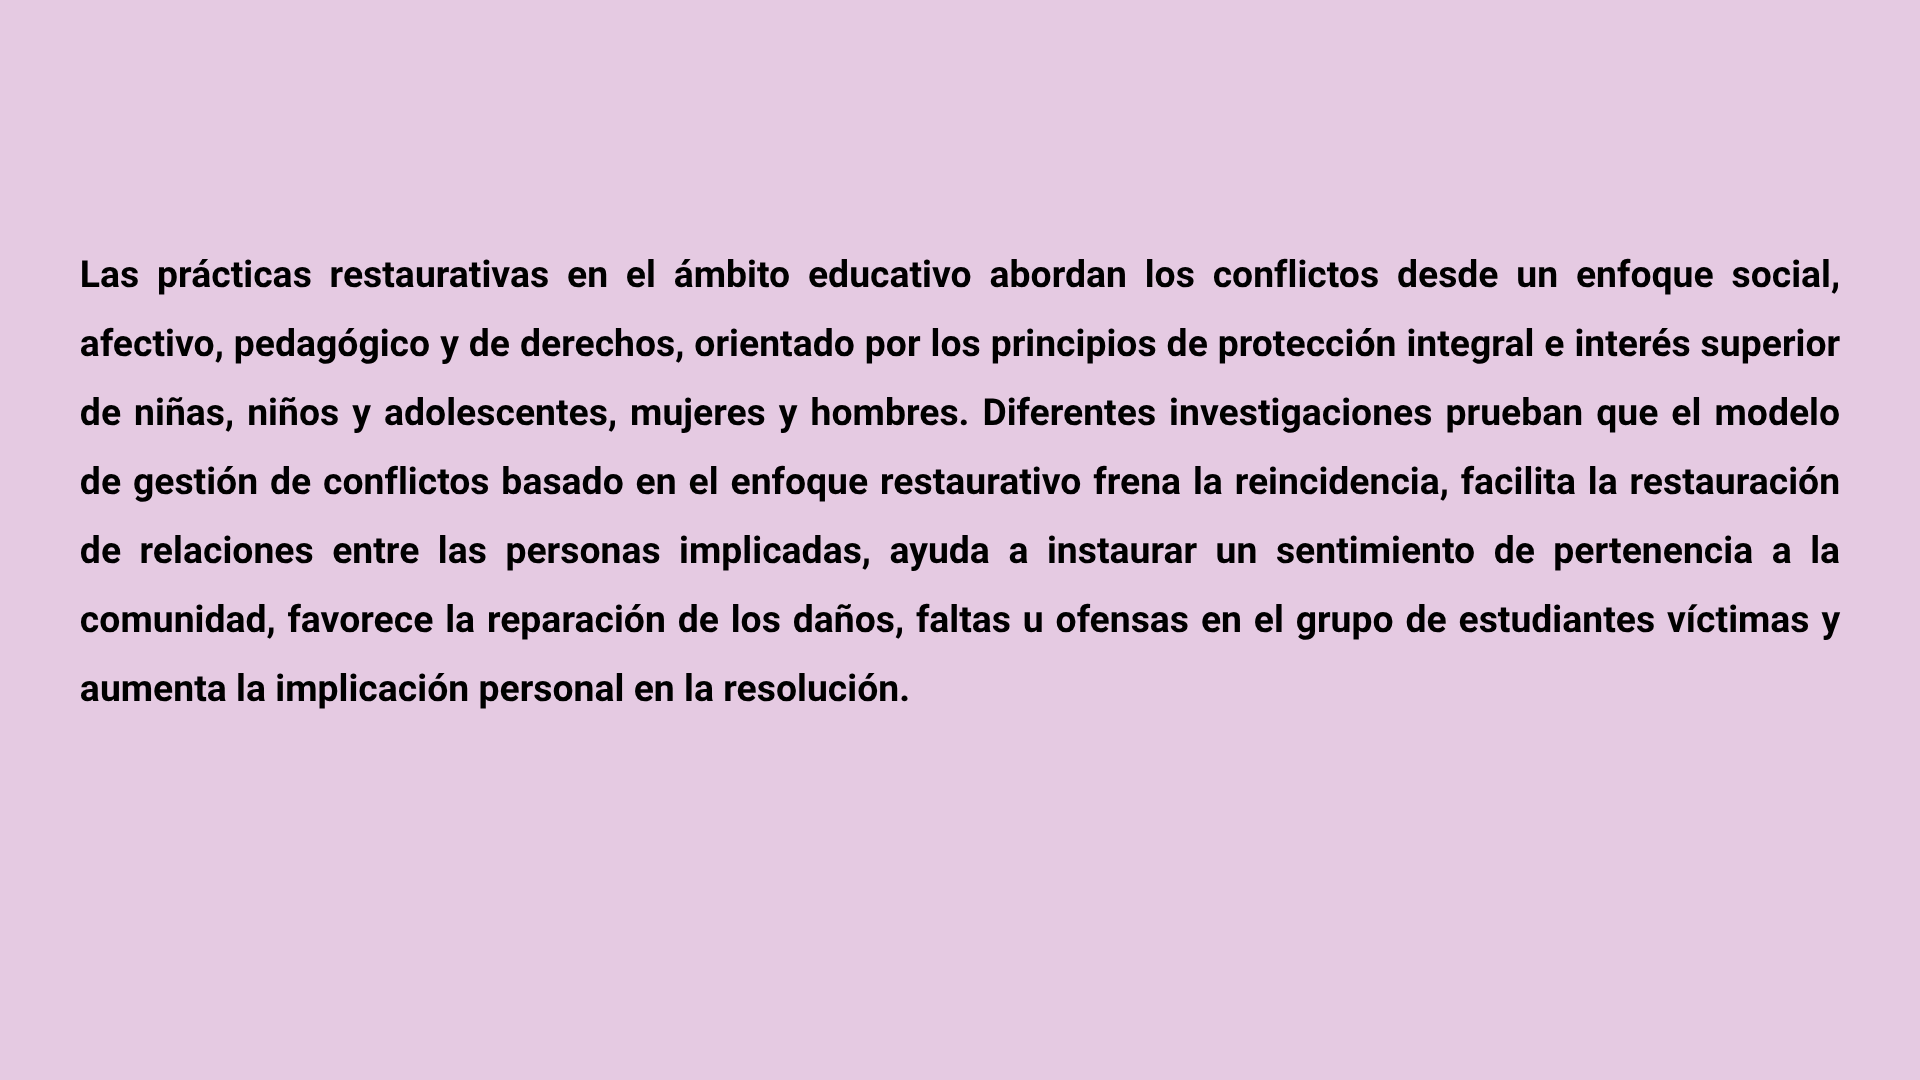 Las prácticas restaurativas en el ámbito educativo abordan los conflictos desde un enfoque social,
afectivo, pedagógico y de derechos, orientado por los principios de protección integral e interés superior
de niñas, niños y adolescentes, mujeres y hombres. Diferentes investigaciones prueban que el modelo
de gestión de conflictos basado en el enfoque restaurativo frena la reincidencia, facilita la restauración
de relaciones entre las personas implicadas, ayuda a instaurar un sentimiento de pertenencia a la
comunidad, favorece la reparación de los daños, faltas u ofensas en el grupo de estudiantes víctimas y
aumenta la implicación personal en la resolución.